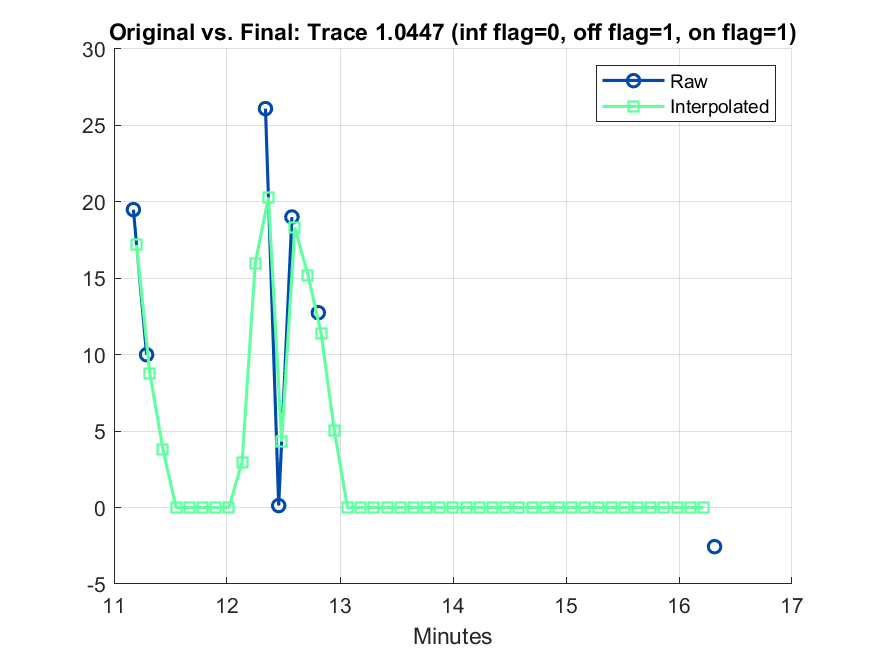 Original vs. Final: Trace 1.0447 (inf flag=0, off flag=1, on flag=1)
30
25
20
15
10
5
0
-5
Raw
Interpolated
11 12 13 14 15 16 17
Minutes